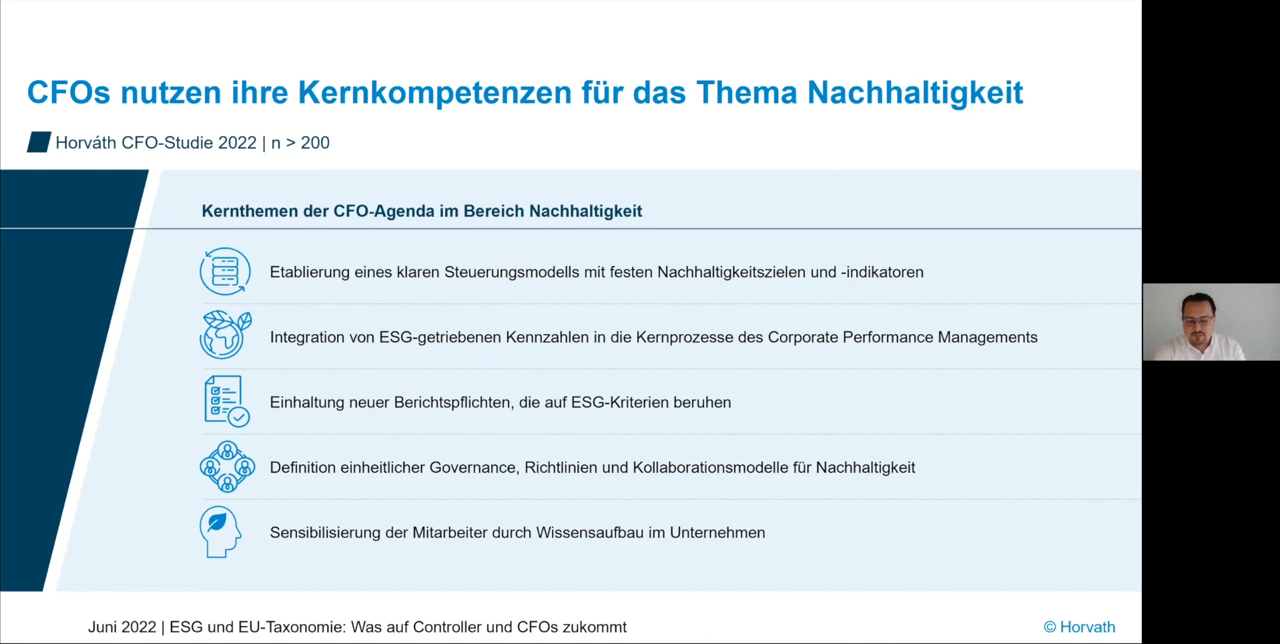 CFOs nutzen ihre Kernkompetenzen für das Thema Nachhaltigkeit
Horváth CFO-Studie 2022 | n > 200
Kernthemen der CFO-Agenda im Bereich Nachhaltigkeit
Etablierung eines klaren Steuerungsmodells mit festen Nachhaltigkeitszielen und -indikatoren
Integration von ESG-getriebenen Kennzahlen in die Kernprozesse des Corporate Performance Managements
Einhaltung neuer Berichtspflichten, die auf ESG-Kriterien beruhen
Definition einheitlicher Governance, Richtlinien und Kollaborationsmodelle für Nachhaltigkeit
Sensibilisierung der Mitarbeiter durch Wissensaufbau im Unternehmen
Juni 2022 | ESG und EU-Taxonomie: Was auf Controller und CFOs zukommt
© Horvath